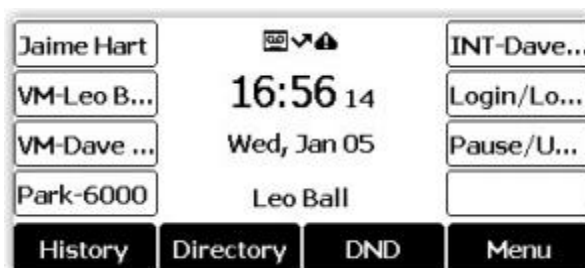 Jaime Hart
INT-Dave...
VM-Leo B...
16:56 14
Login/Lo...
VM-Dave ...
Wed, Jan 05
Pause/U...
Park-6000
Leo Ball
History Directory DND Menu